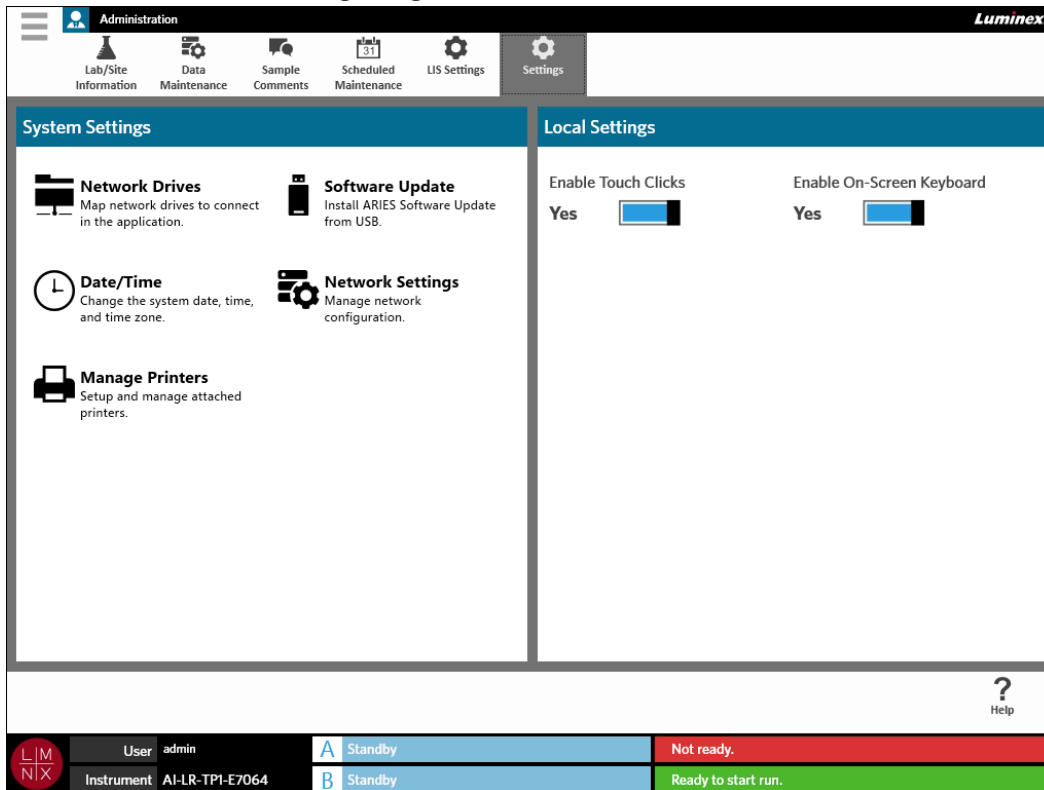 Administration
Luminex
Lab/Site
Information
Data
Maintenance
Sample
Comments
31
Scheduled
Maintenance
LIS Settings
Settings
System Settings
Network Drives
Map network drives to connect
in the application.
Software Update
Install ARIES Software Update
from USB.
Date/Time
Change the system date, time,
and time zone.
Network Settings
Manage network
configuration.
Manage Printers
Setup and manage attached
printers.
Local Settings
Enable Touch Clicks
Yes
Enable On-Screen Keyboard
Yes
?
Help
L|M
N|X
User admin
A Standby
Not ready.
Instrument AI-LR-TP1-E7064
B Standby
Ready to start run.